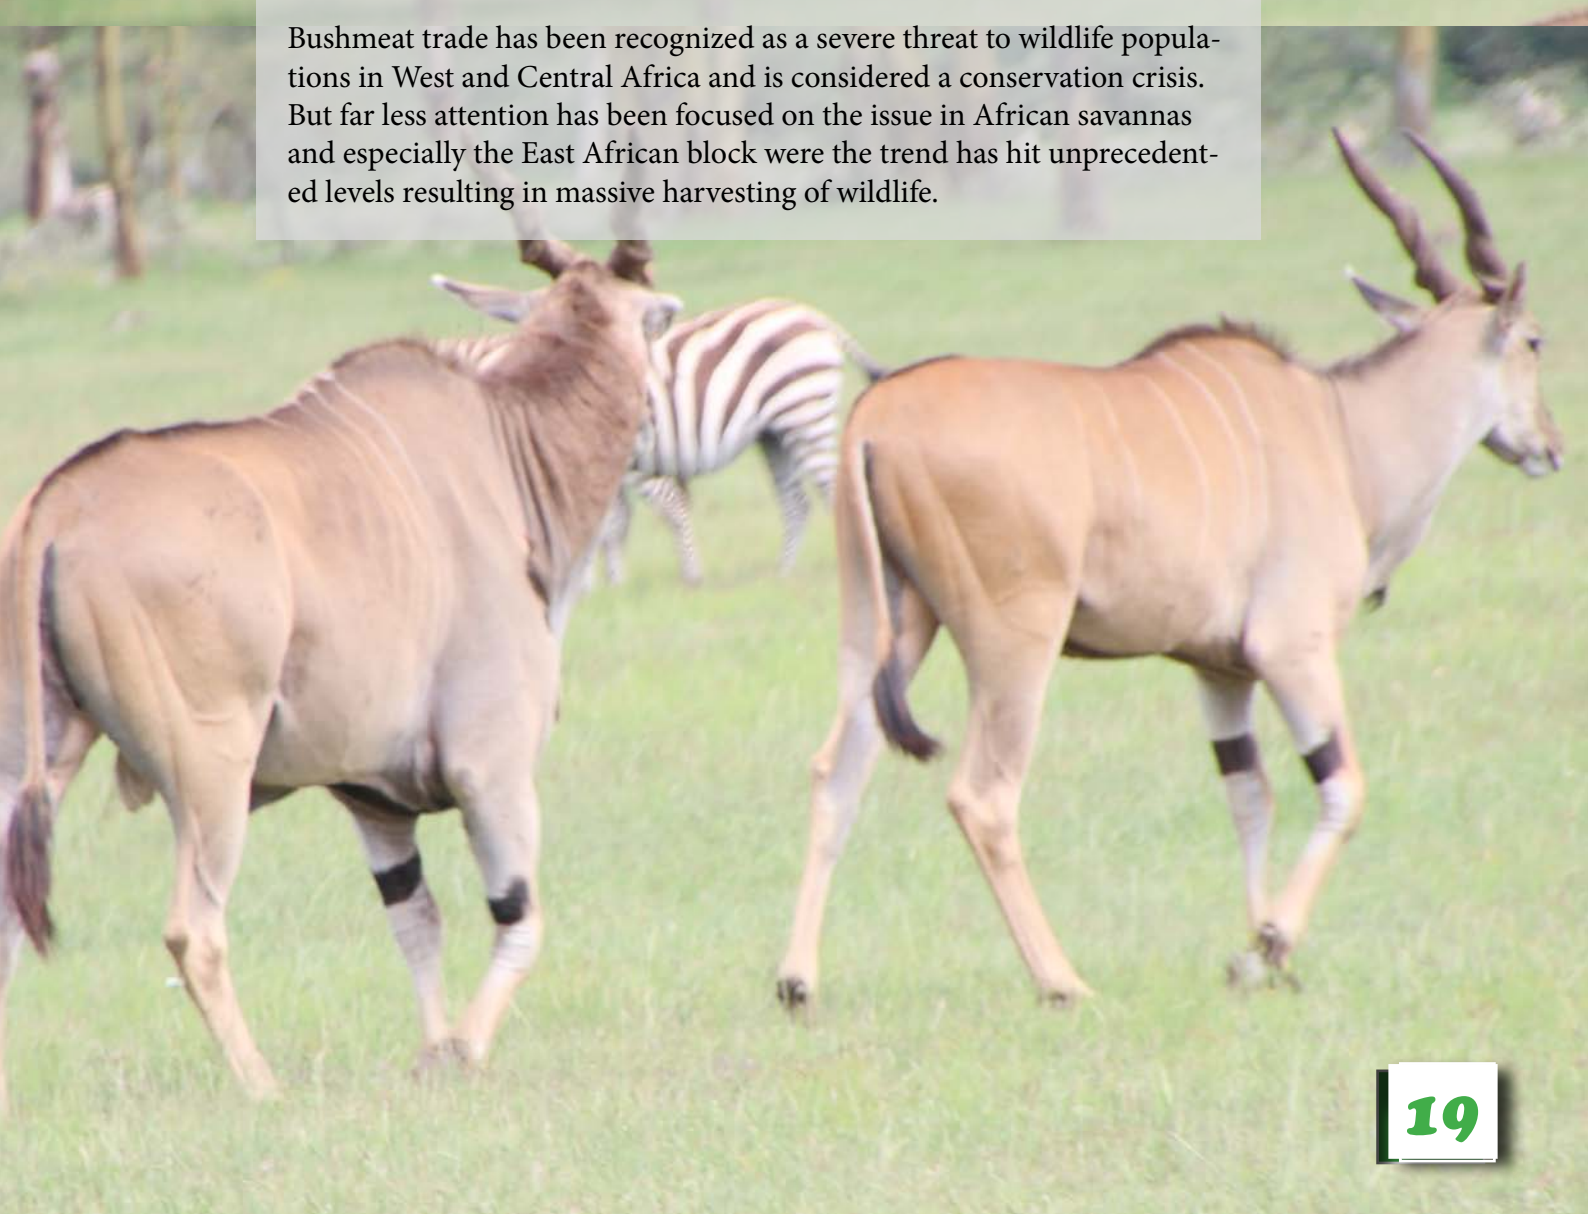 Bushmeat trade has been recognized as a severe threat to wildlife popula-
tions in West and Central Africa and is considered a conservation crisis.
But far less attention has been focused on the issue in African savannas
and especially the East African block were the trend has hit unprecedent-
ed levels resulting in massive harvesting of wildlife.
19